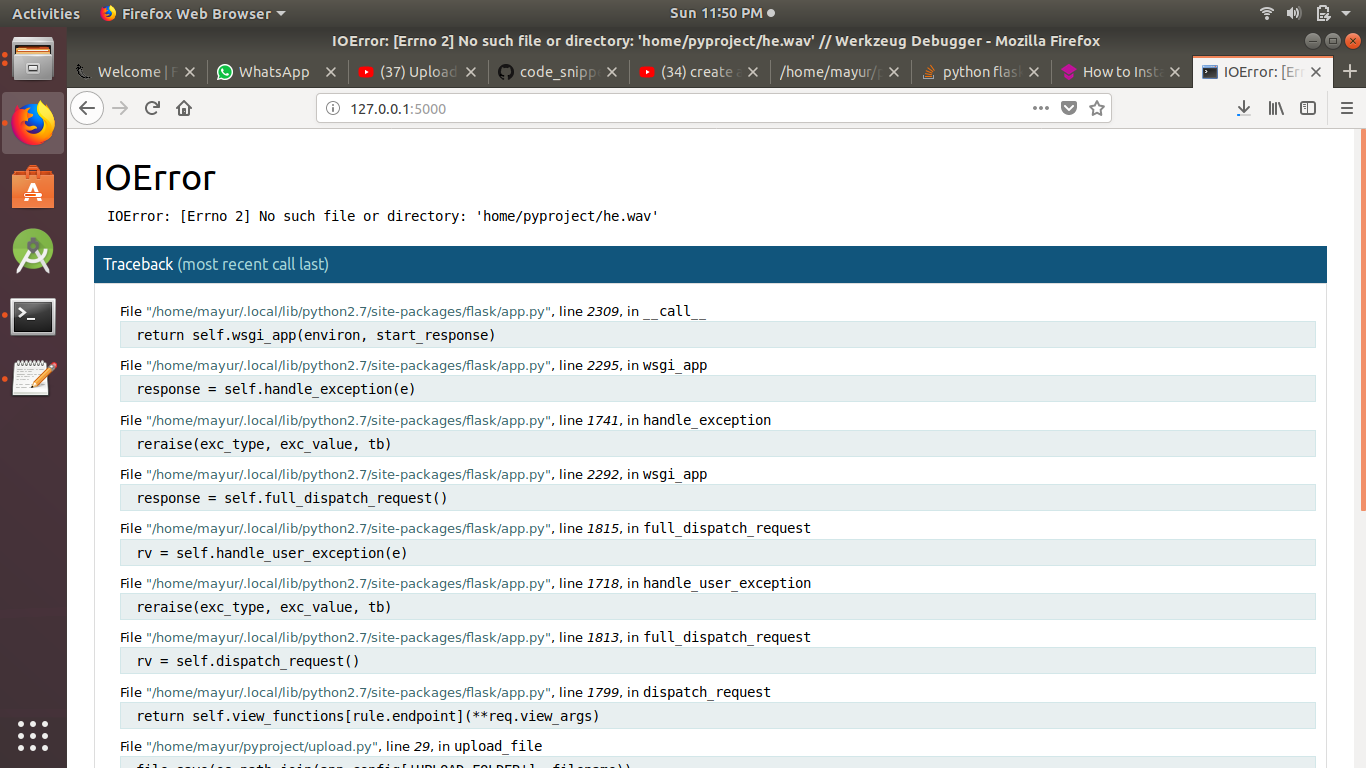 Activities Firefox Web Browser Sun 11:50 PM
IOError: [Errno 2] No such file or directory: 'home/pyproject/he.wav' // Werkzeug Debugger - Mozilla Firefox
Welcome | F WhatsApp (37) Upload code_snipp (34) create a /home/mayur/p python flas How to Insta IOError: [Err
127.0.0.1:5000
IOError
IOError: [Errno 2] No such file or directory: 'home/pyproject/he.wav'
Traceback (most recent call last)
File "/home/mayur/.local/lib/python2.7/site-packages/flask/app.py", line 2309, in __call__
return self.wsgi_app(environ, start_response)
File "/home/mayur/.local/lib/python2.7/site-packages/flask/app.py", line 2295, in wsgi_app
response = self.handle_exception(e)
File "/home/mayur/.local/lib/python2.7/site-packages/flask/app.py", line 1741, in handle_exception
reraise(exc_type, exc_value, tb)
File "/home/mayur/.local/lib/python2.7/site-packages/flask/app.py", line 2292, in wsgi_app
response = self.full_dispatch_request()
File "/home/mayur/.local/lib/python2.7/site-packages/flask/app.py", line 1815, in full_dispatch_request
rv = self.handle_user_exception(e)
File "/home/mayur/.local/lib/python2.7/site-packages/flask/app.py", line 1718, in handle_user_exception
reraise(exc_type, exc_value, tb)
File "/home/mayur/.local/lib/python2.7/site-packages/flask/app.py", line 1813, in full_dispatch_request
rv = self.dispatch_request()
File "/home/mayur/.local/lib/python2.7/site-packages/flask/app.py", line 1799, in dispatch_request
return self.view_functions[rule.endpoint](**req.view_args)
File "/home/mayur/pyproject/upload.py", line 29, in upload_file
file.save(os.path.join(app.config['UPLOAD_FOLDER'], filename))